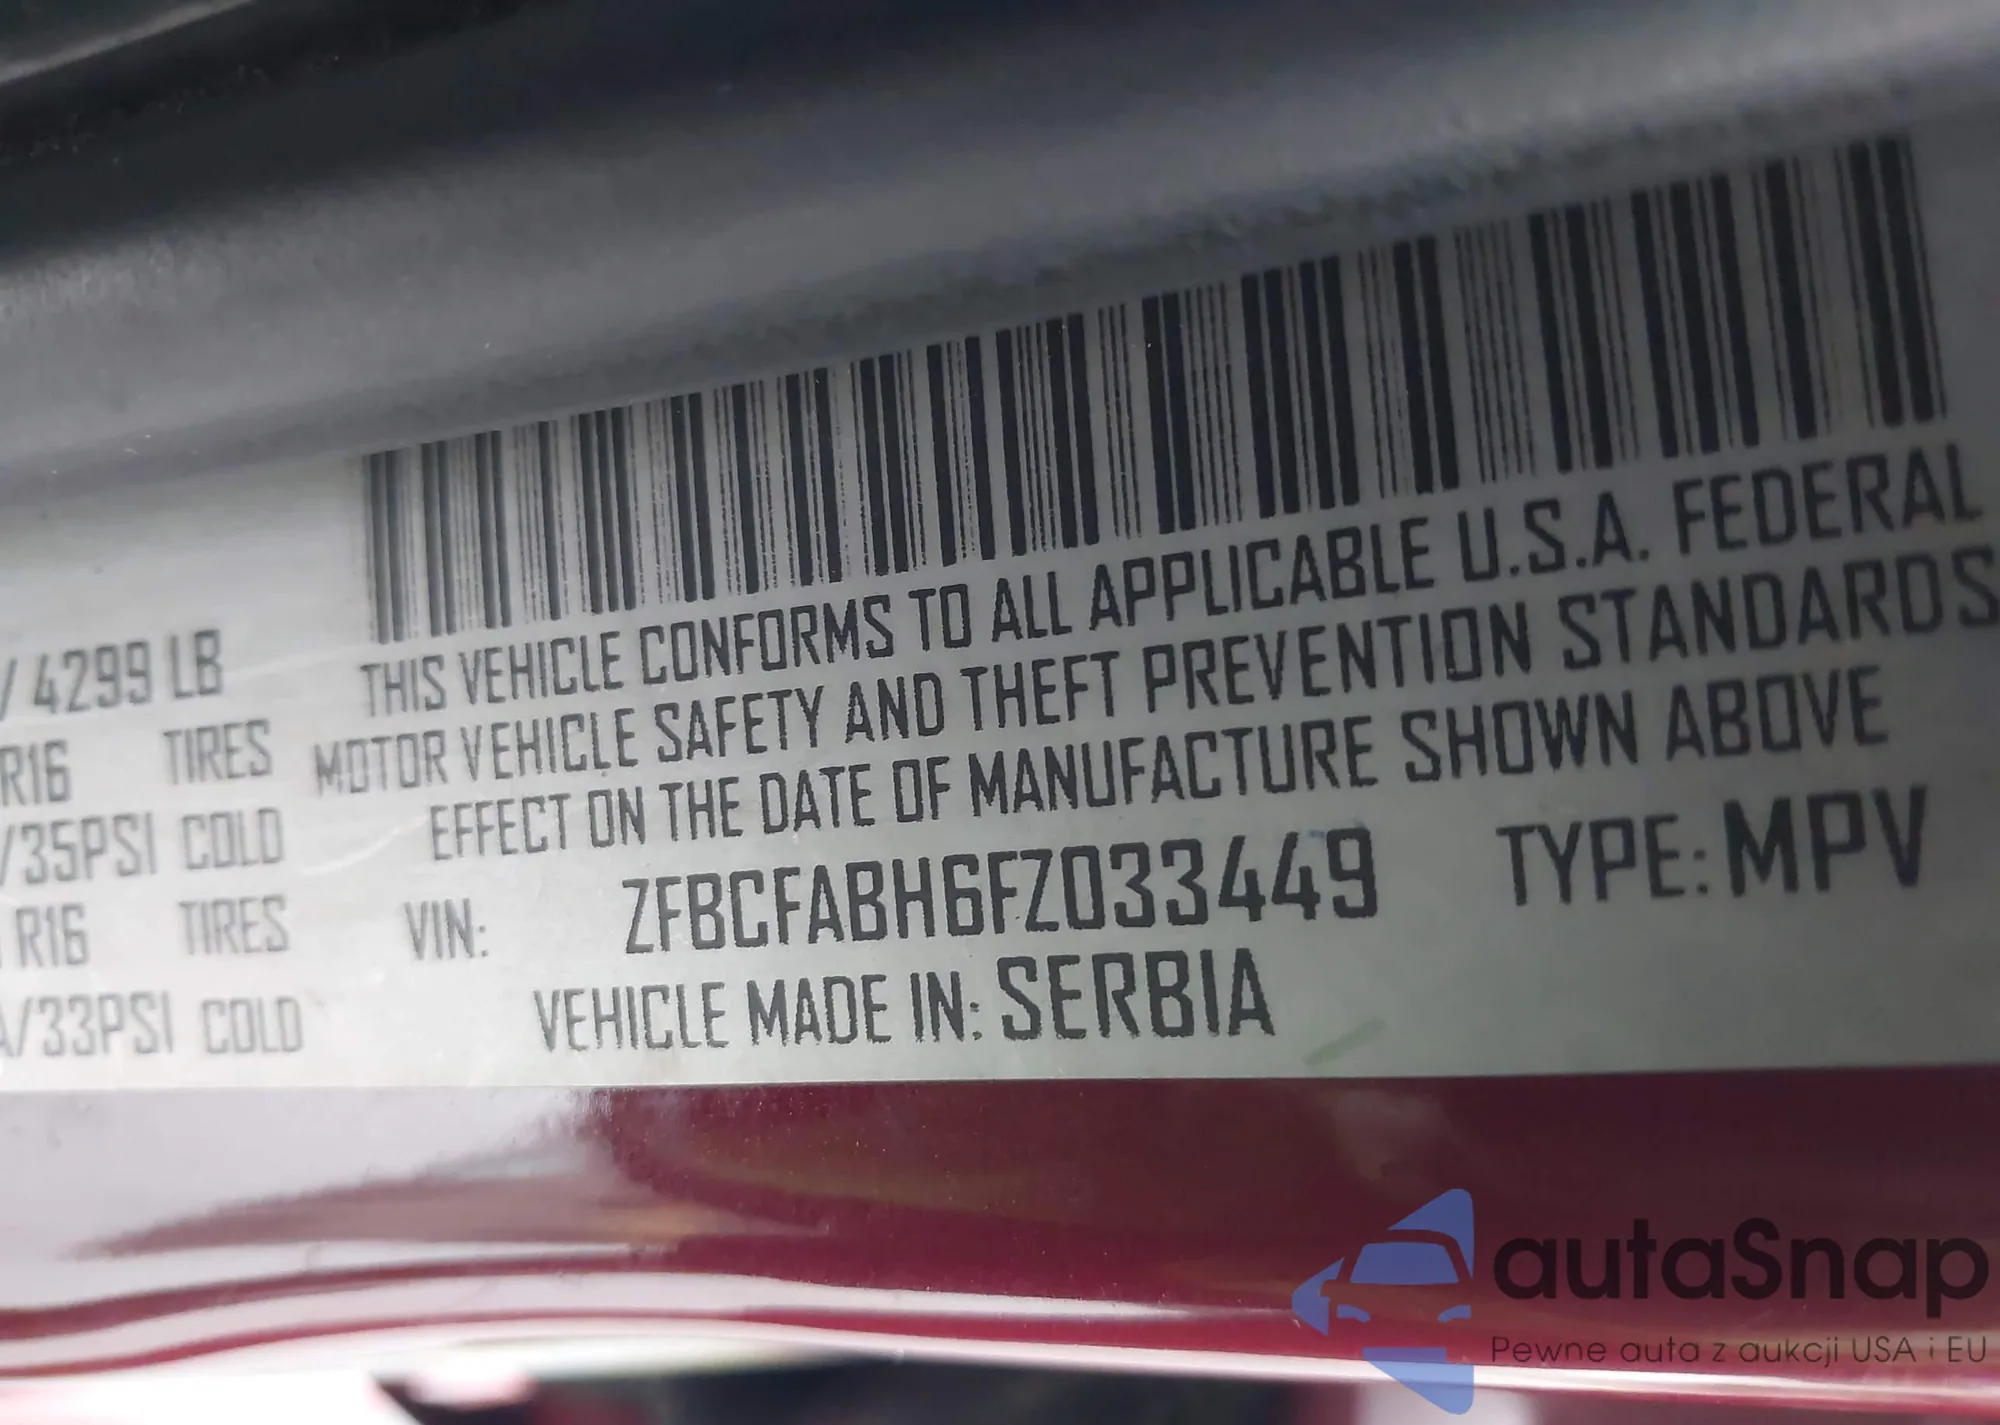 / 4299 LB
R16 TIRES
/35PSI COLD
R16 TIRES
/33PSI COLD
THIS VEHICLE CONFORMS TO ALL APPLICABLE U.S.A. FEDERAL
MOTOR VEHICLE SAFETY AND THEFT PREVENTION STANDARDS
EFFECT ON THE DATE OF MANUFACTURE SHOWN ABOVE
VIN: ZFBCFABH6FZ033449 TYPE: MPV
VEHICLE MADE IN: SERBIA
autaSnap
Pewne auta z aukcji USA i EU